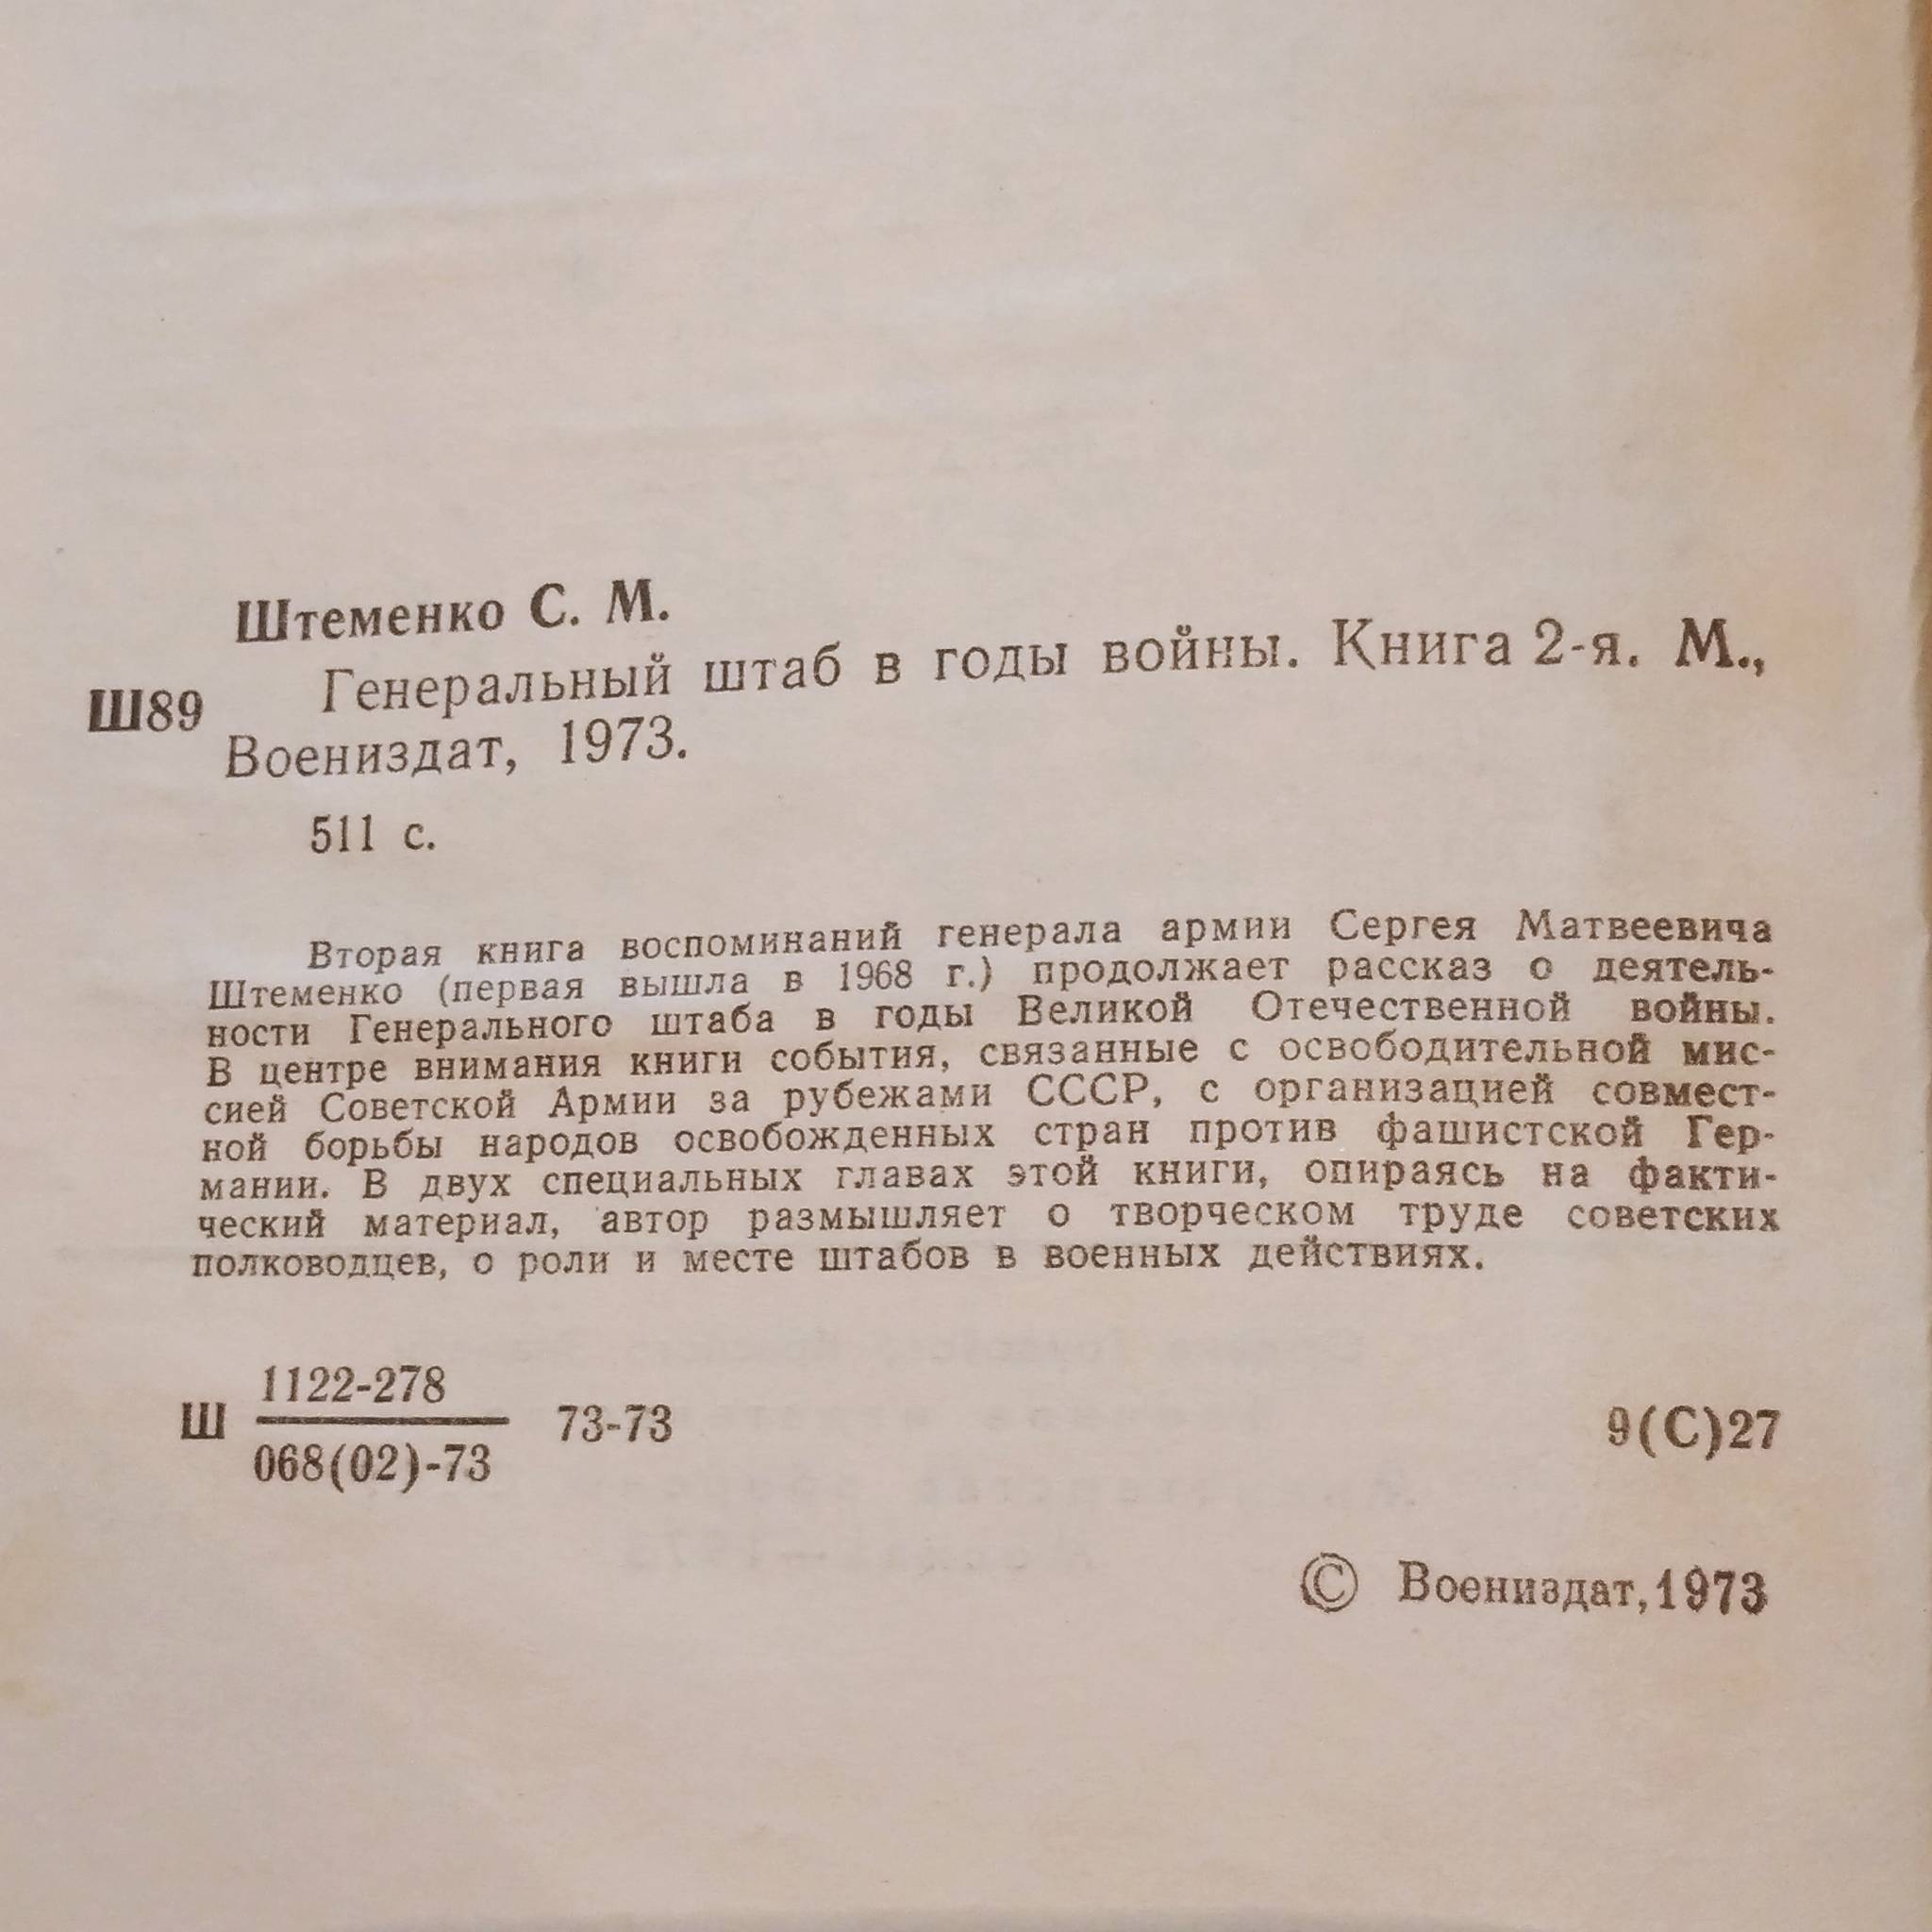 Штеменко С. М.
Ш89 Генеральный штаб в годы войны. Книга 2-я. М.,
Воениздат, 1973.
511 с.
Вторая книга воспоминаний генерала армии Сергея Матвеевича
Штеменко (первая вышла в 1968 г.) продолжает рассказ о деятель-
ности Генерального штаба в годы Великой Отечественной войны.
В центре внимания книги события, связанные с освободительной мис-
сией Советской Армии за рубежами СССР, с организацией совмест-
ной борьбы народов освобожденных стран против фашистской Гер-
мании. В двух специальных главах этой книги, опираясь на факти-
ческий материал, автор размышляет о творческом труде советских
полководцев, о роли и месте штабов в военных действиях.
1122-278
Ш 73-73 9(С)27
068(02)-73
© Воениздат, 1973